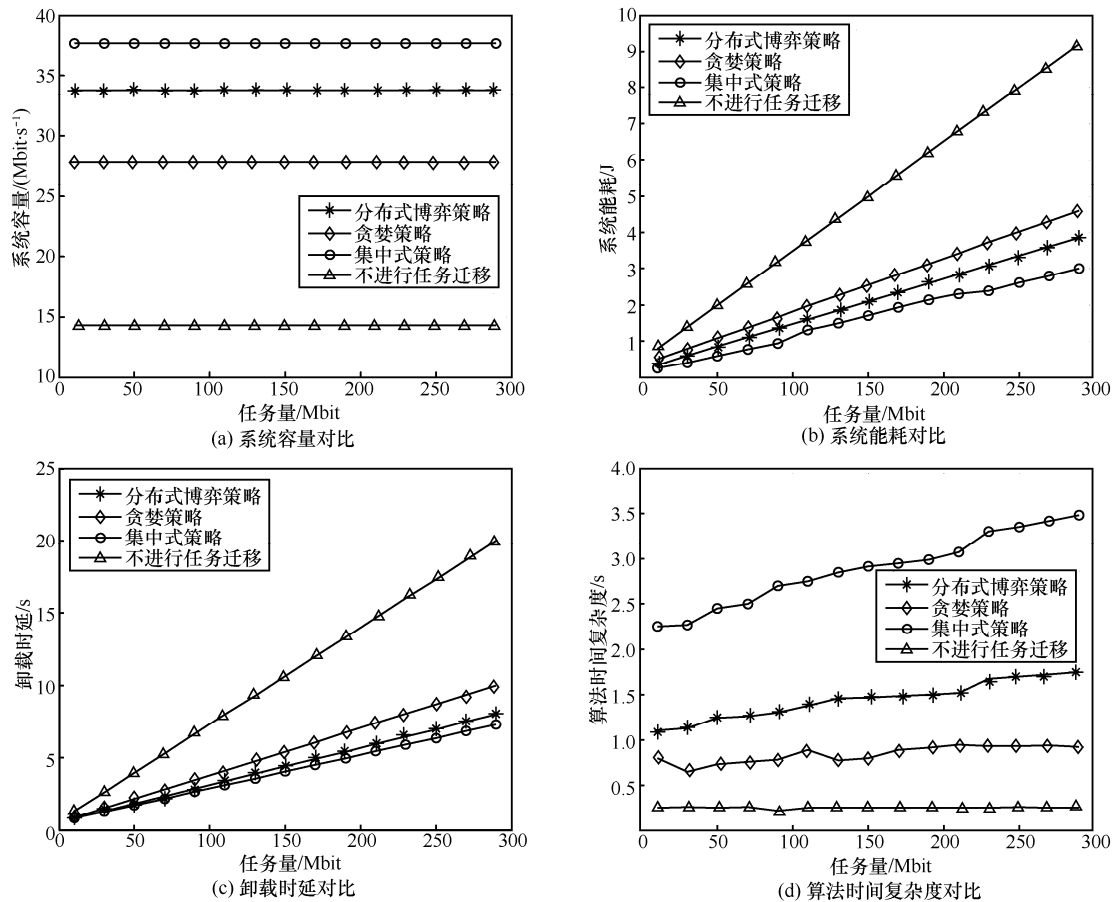 40
35
30
25
20
15
10
0
50
100
150
200
250
300
系统容量/(Mbit·s⁻¹)
分布式博弈策略
贪婪策略
集中式策略
不进行任务迁移
任务量/Mbit
(a) 系统容量对比
10
9
8
7
6
5
4
3
2
1
0
50
100
150
200
250
300
系统能耗/J
分布式博弈策略
贪婪策略
集中式策略
不进行任务迁移
任务量/Mbit
(b) 系统能耗对比
25
20
15
10
5
0
0
50
100
150
200
250
300
卸载时延/s
分布式博弈策略
贪婪策略
集中式策略
不进行任务迁移
任务量/Mbit
(c) 卸载时延对比
4.0
3.5
3.0
2.5
2.0
1.5
1.0
0.5
0
50
100
150
200
250
300
算法时间复杂度/s
分布式博弈策略
贪婪策略
集中式策略
不进行任务迁移
任务量/Mbit
(d) 算法时间复杂度对比